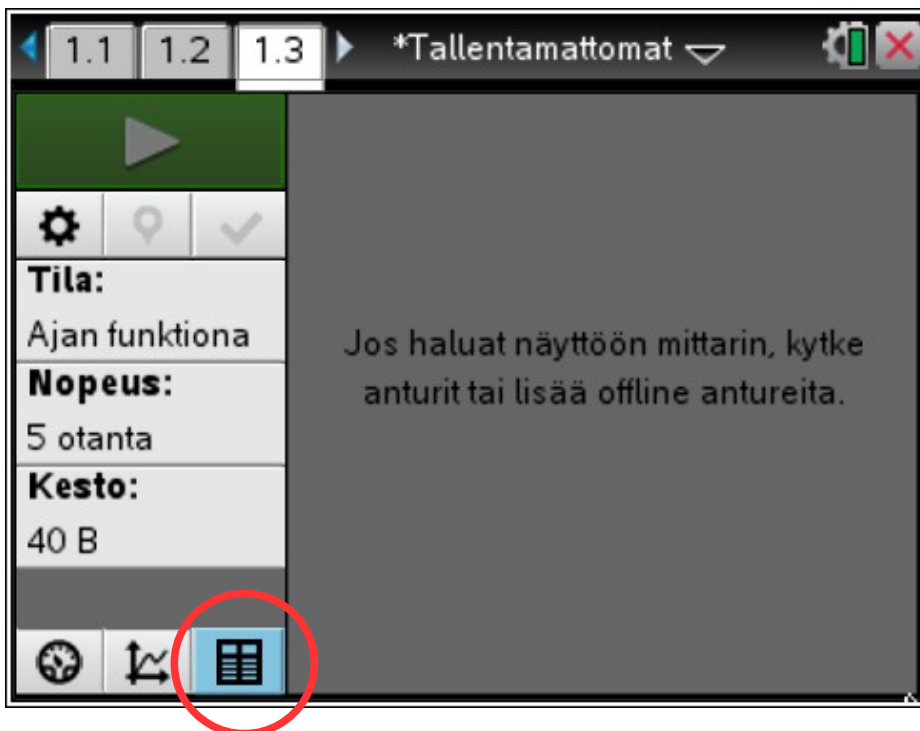 1.1 1.2 1.3 *Tallentamattomat
Tila:
Ajan funktiona
Nopeus:
5 otanta
Kesto:
40 B
Jos haluat näyttöön mittarin, kytke
anturit tai lisää offline antureita.